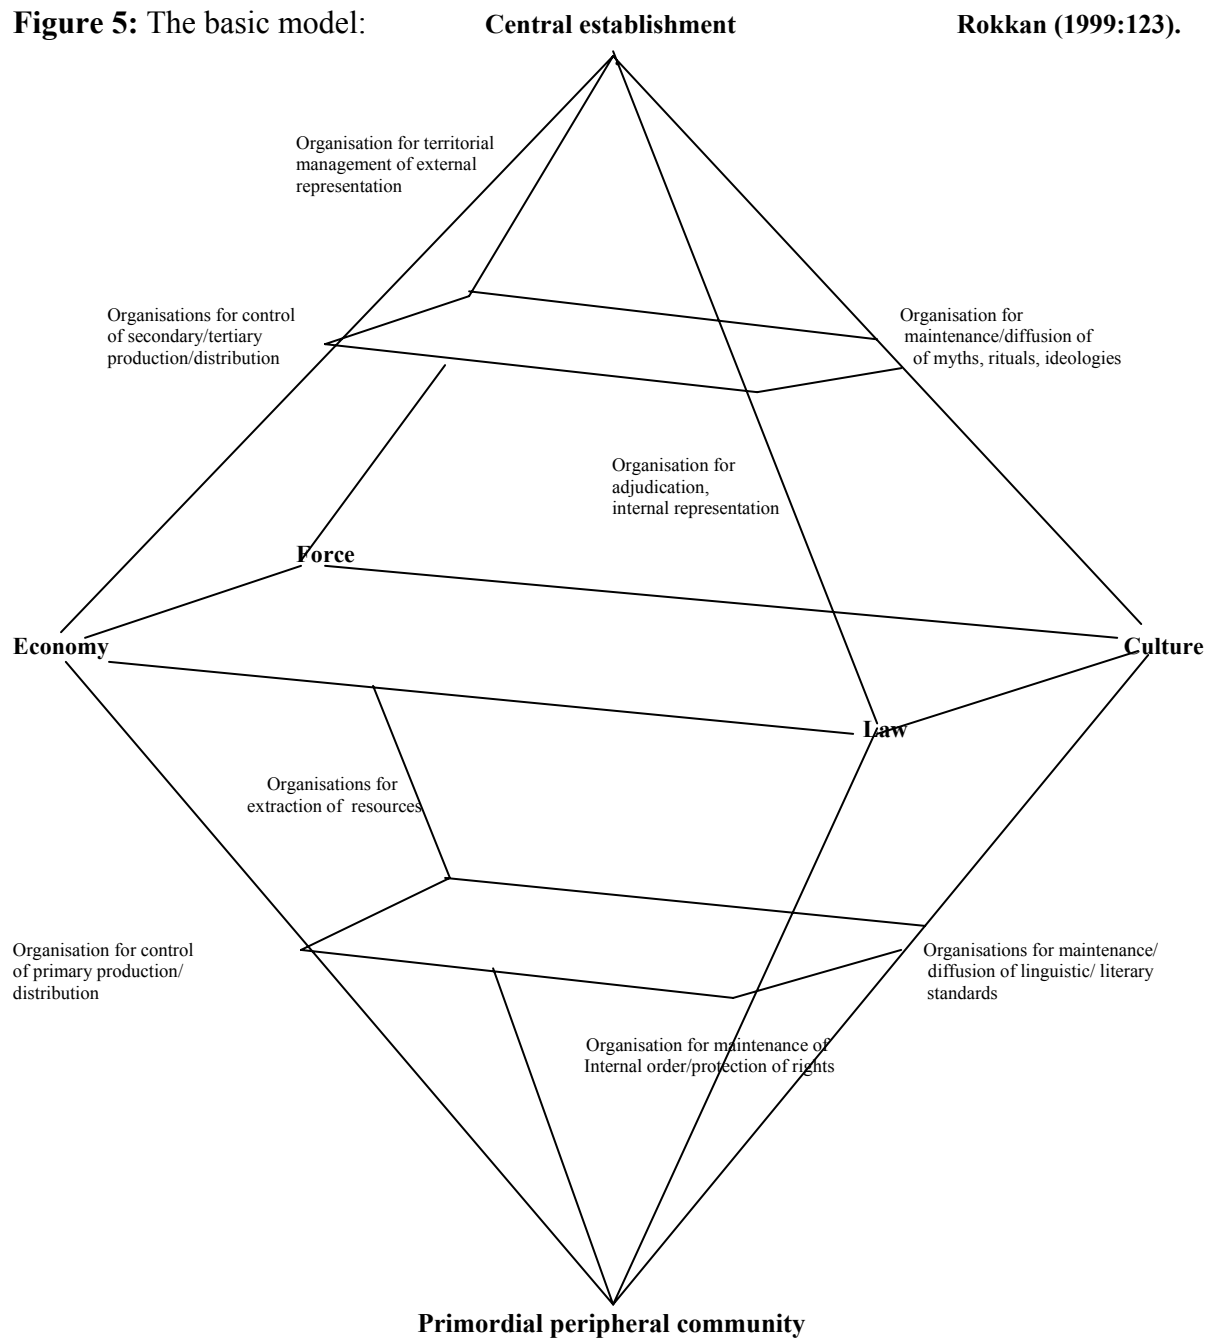 Figure 5: The basic model:
Central establishment
Rokkan (1999:123).
Organisation for territorial
management of external
representation
Organisations for control
of secondary/tertiary
production/distribution
Organisation for
maintenance/diffusion of
of myths, rituals, ideologies
Organisation for
adjudication,
internal representation
Force
Economy
Culture
Law
Organisations for
extraction of resources
Organisation for control
of primary production/
distribution
Organisations for maintenance/
diffusion of linguistic/ literary
standards
Organisation for maintenance of
Internal order/protection of rights
Primordial peripheral community